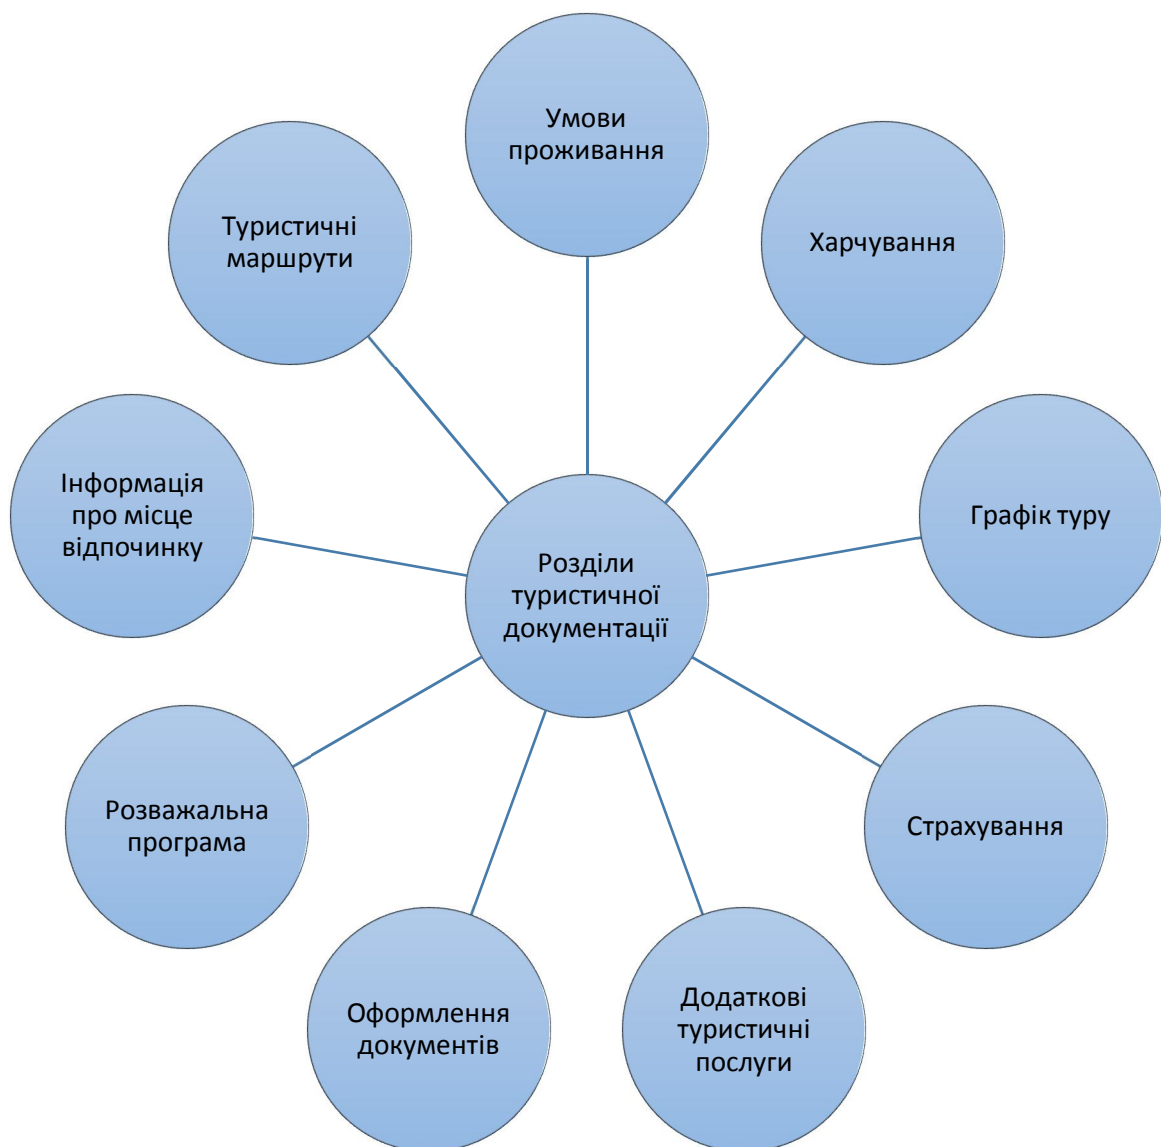 Умови
проживання
Харчування
Графік туру
Страхування
Додаткові
туристичні
послуги
Оформлення
документів
Розважальна
програма
Інформація
про місце
відпочинку
Туристичні
маршрути
Розділи
туристичної
документації